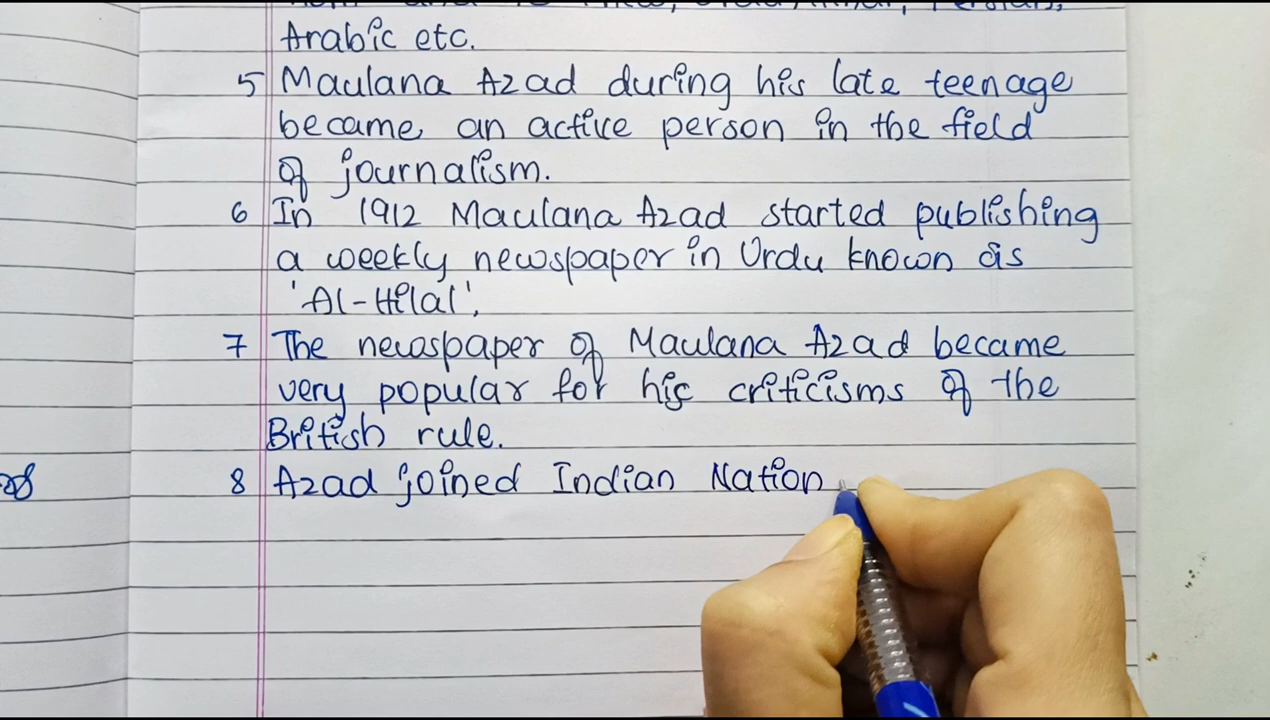 Arabic etc.
5 Maulana Azad during his late teenage
became an active person in the field
of journalism.
6 In 1912 Maulana Azad started publishing
a weekly newspaper in Urdu known as
'Al-Hilal'.
7 The newspaper of Maulana Azad became
very popular for his criticisms of the
British rule.
8 Azad joined Indian Nation